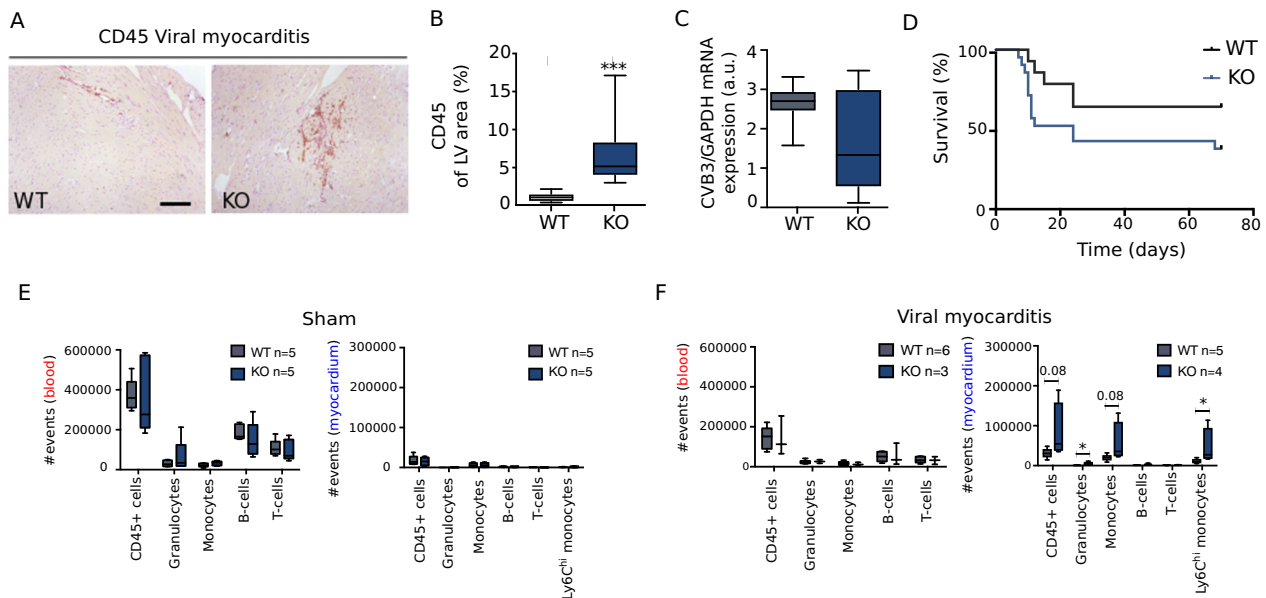 A
CD45 Viral myocarditis
WT
KO
B
CD45
of LV area (%)
20
15
10
5
0
***
WT
KO
C
CVB3/GAPDH mRNA
expression (a.u.)
4
3
2
1
0
WT
KO
D
Survival (%)
100
50
0
0
20
40
60
80
Time (days)
WT
KO
E
Sham
#events (blood)
600000
400000
200000
0
WT n=5
KO n=5
CD45+ cells
Granulocytes
Monocytes
B-cells
T-cells
#events (myocardium)
300000
200000
100000
0
WT n=5
KO n=5
CD45+ cells
Granulocytes
Monocytes
B-cells
T-cells
Ly6Chi monocytes
F
Viral myocarditis
#events (blood)
600000
400000
200000
0
WT n=6
KO n=3
CD45+ cells
Granulocytes
Monocytes
B-cells
T-cells
#events (myocardium)
300000
200000
100000
0
WT n=5
KO n=4
0.08
*
0.08
*
CD45+ cells
Granulocytes
Monocytes
B-cells
T-cells
Ly6Chi monocytes